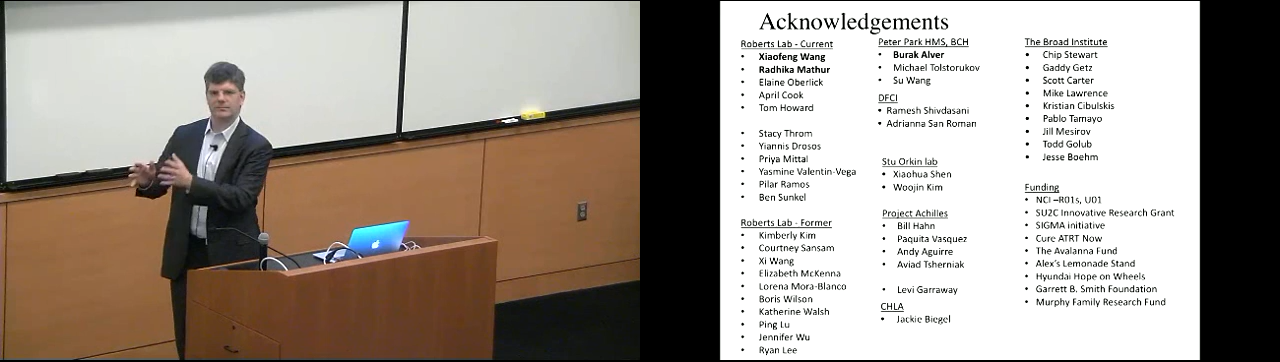 Acknowledgements
Roberts Lab - Current
• Xiaofeng Wang
• Radhika Mathur
• Elaine Oberlick
• April Cook
• Tom Howard
• Stacy Throm
• Yiannis Drosos
• Priya Mittal
• Yasmine Valentin-Vega
• Pilar Ramos
• Ben Sunkel
Roberts Lab - Former
• Kimberly Kim
• Courtney Sansam
• Xi Wang
• Elizabeth McKenna
• Lorena Mora-Blanco
• Boris Wilson
• Katherine Walsh
• Ping Lu
• Jennifer Wu
• Ryan Lee
Peter Park HMS, BCH
• Burak Alver
• Michael Tolstorukov
• Su Wang
DFCI
• Ramesh Shivdasani
• Adrianna San Roman
Stu Orkin lab
• Xiaohua Shen
• Woojin Kim
Project Achilles
• Bill Hahn
• Paquita Vasquez
• Andy Aguirre
• Aviad Tsherniak
• Levi Garraway
CHLA
• Jackie Biegel
The Broad Institute
• Chip Stewart
• Gaddy Getz
• Scott Carter
• Mike Lawrence
• Kristian Cibulskis
• Pablo Tamayo
• Jill Mesirov
• Todd Golub
• Jesse Boehm
Funding
• NCI –R01s, U01
• SU2C Innovative Research Grant
• SIGMA initiative
• Cure ATRT Now
• The Avalanna Fund
• Alex's Lemonade Stand
• Hyundai Hope on Wheels
• Garrett B. Smith Foundation
• Murphy Family Research Fund